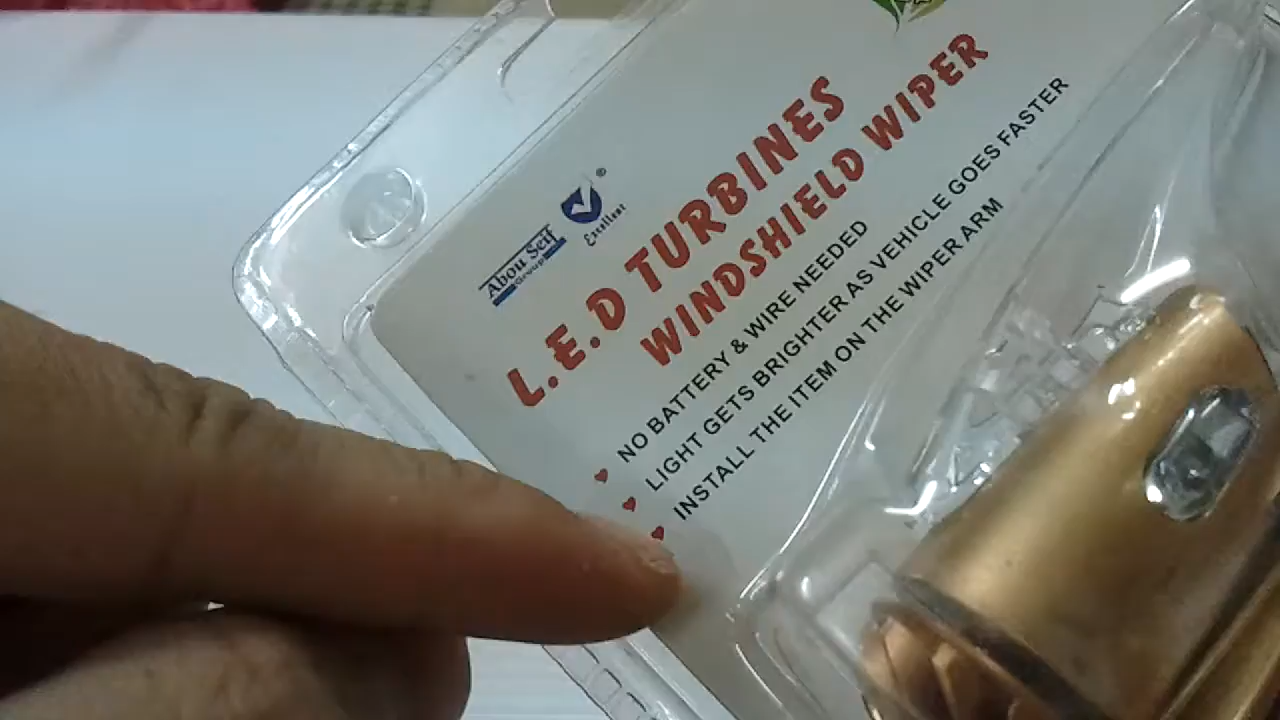 Abou Seif
Group
Excellent
®
L.E.D TURBINES
WINDSHIELD WIPER
NO BATTERY & WIRE NEEDED
LIGHT GETS BRIGHTER AS VEHICLE GOES FASTER
INSTALL THE ITEM ON THE WIPER ARM